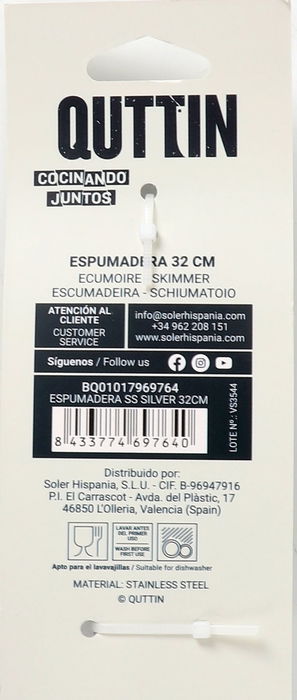 QUTTIN
COCINANDO
JUNTOS
ESPUMADERA 32 CM
ECUMOIRE SKIMMER
ESCUMADEIRA - SCHIUMATOIO
ATENCIÓN AL
CLIENTE
CUSTOMER
SERVICE
info@solerhispania.com
+34 962 208 151
www.solerhispania.com
Síguenos / Follow us
BQ01017969764
ESPUMADERA SS SILVER 32CM
8 433774 697640
LOTE Nº.: VS3544
Distribuido por:
Soler Hispania, S.L.U. - CIF. B-96947916
P.I. El Carrascot - Avda. del Plàstic, 17
46850 L'Olleria, Valencia (Spain)
LAVAR ANTES
DEL PRIMER
USO
WASH BEFORE
FIRST USE
Apto para el lavavajillas / Suitable for dishwasher
MATERIAL: STAINLESS STEEL
© QUTTIN